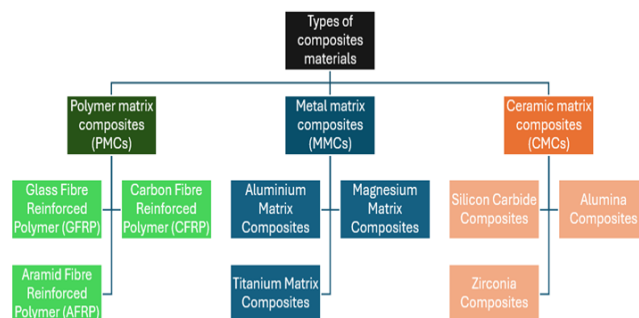 Types of
composites
materials
Polymer matrix
composites
(PMCs)
Metal matrix
composites
(MMCs)
Ceramic matrix
composites
(CMCs)
Glass Fibre
Reinforced
Polymer (GFRP)
Carbon Fibre
Reinforced
Polymer (CFRP)
Aluminium
Matrix
Composites
Magnesium
Matrix
Composites
Silicon Carbide
Composites
Alumina
Composites
Aramid Fibre
Reinforced
Polymer (AFRP)
Titanium Matrix
Composites
Zirconia
Composites